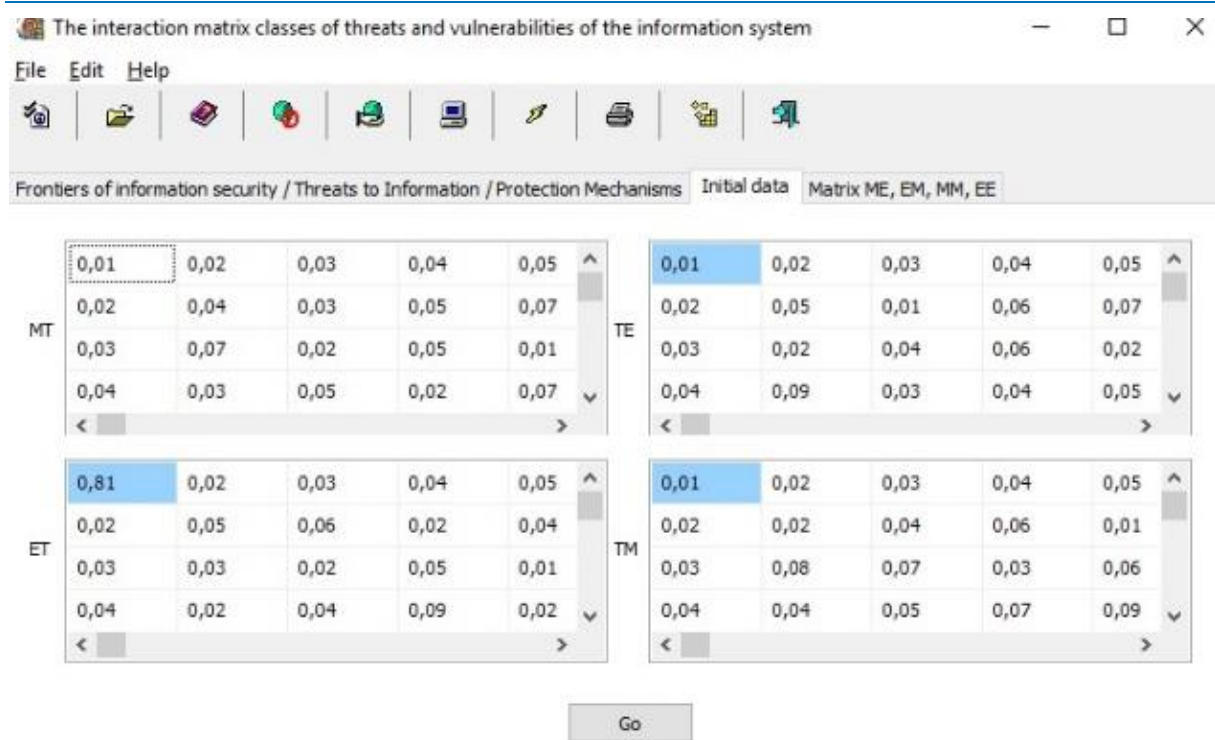 The interaction matrix classes of threats and vulnerabilities of the information system
File Edit Help
Frontiers of information security / Threats to Information / Protection Mechanisms Initial data Matrix ME, EM, MM, EE
MT
0,01 0,02 0,03 0,04 0,05
0,02 0,04 0,03 0,05 0,07
0,03 0,07 0,02 0,05 0,01
0,04 0,03 0,05 0,02 0,07
TE
0,01 0,02 0,03 0,04 0,05
0,02 0,05 0,01 0,06 0,07
0,03 0,02 0,04 0,06 0,02
0,04 0,09 0,03 0,04 0,05
ET
0,81 0,02 0,03 0,04 0,05
0,02 0,05 0,06 0,02 0,04
0,03 0,03 0,02 0,05 0,01
0,04 0,02 0,04 0,09 0,02
TM
0,01 0,02 0,03 0,04 0,05
0,02 0,02 0,04 0,06 0,01
0,03 0,08 0,07 0,03 0,06
0,04 0,04 0,05 0,07 0,09
Go